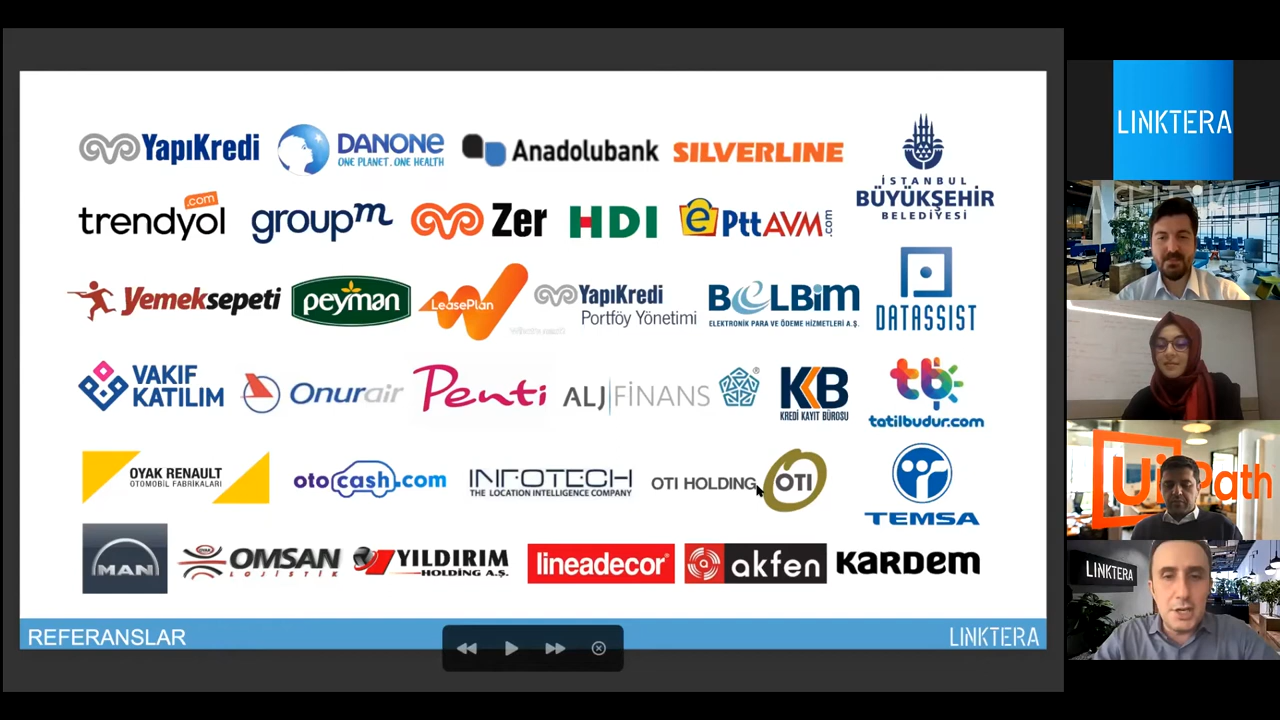 YapıKredi
DANONE
ONE PLANET. ONE HEALTH
Anadolubank
SILVERLINE
İSTANBUL
BÜYÜKŞEHİR
BELEDİYESİ
trendyol
.com
groupm
Zer
HDI
e PttAVM.com
Yemeksepeti
peyman
LeasePlan
YapıKredi
Portföy Yönetimi
BELBİM
ELEKTRONİK PARA VE ÖDEME HİZMETLERİ A.Ş.
DATASSIST
VAKIF
KATILIM
Onurair
Penti
ALJ FİNANS
®
KKB
KREDİ KAYIT BÜROSU
tb
tatilbudur.com
OYAK RENAULT
OTOMOBİL FABRİKALARI
otocash.com
INFOTECH
THE LOCATION INTELLIGENCE COMPANY
OTI HOLDING
OTI
TEMSA
MAN
OMSAN
LOJİSTİK
YILDIRIM
HOLDİNG A.Ş.
lineadecor
akfen
KARDEM
REFERANSLAR
LINKTERA
LINKTERA
UiPath
LINKTERA